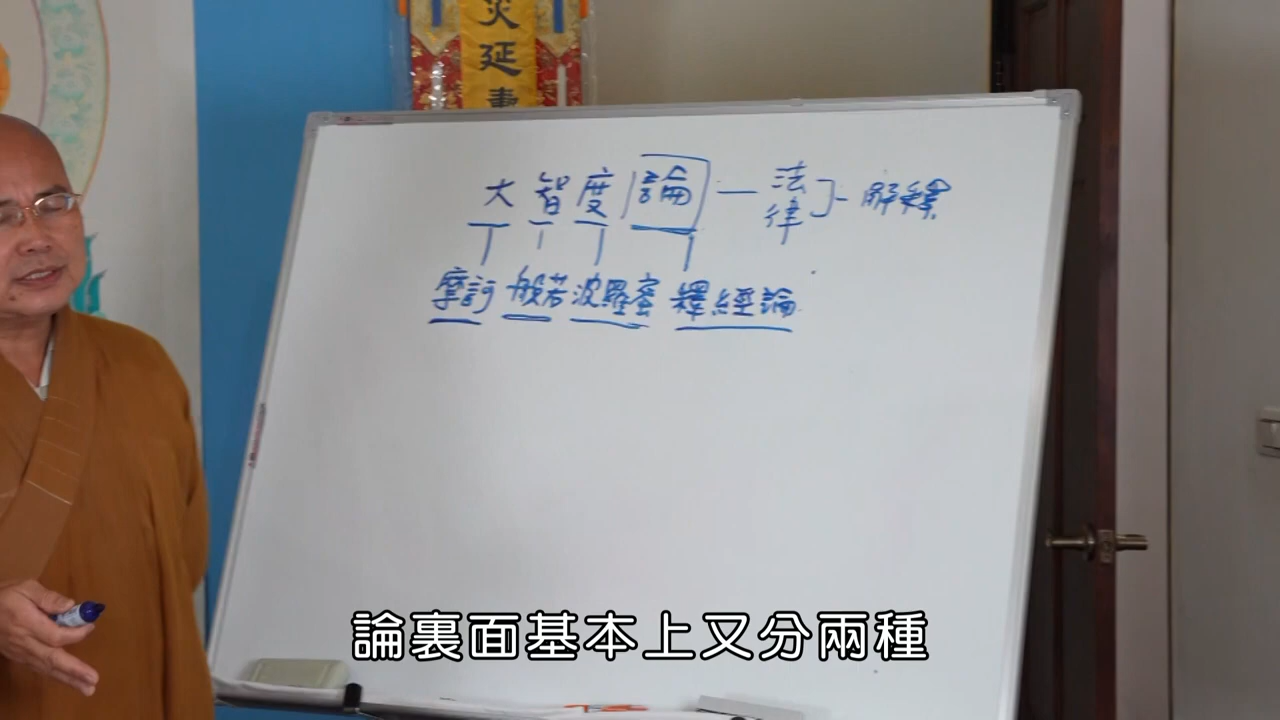 災延壽
大智度論—法律]-解釋
摩訶般若波羅蜜釋經論
論裏面基本上又分兩種